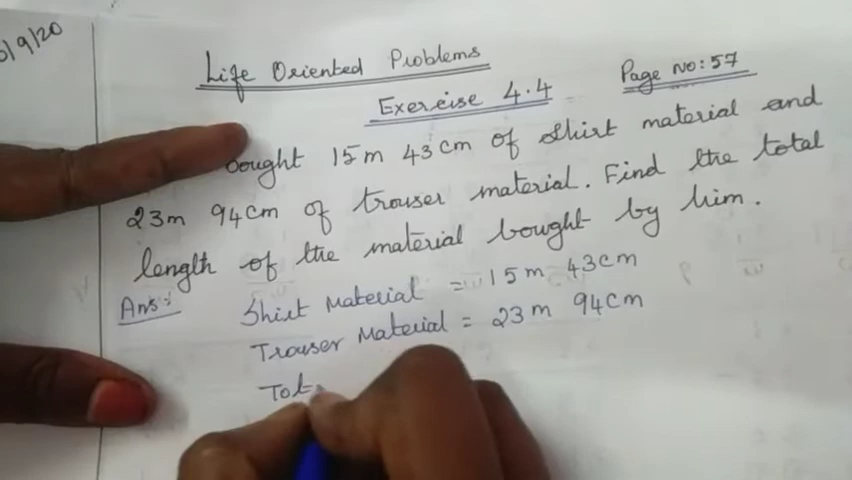 /9/20
Life Oriented Problems
Exercise 4.4
Page No: 57
bought 15m 43cm of shirt material and
23m 94cm of trouser material. Find the total
length of the material bought by him.
Ans:
Shirt Material = 15m 43cm
Trouser Material = 23m 94cm
Tot